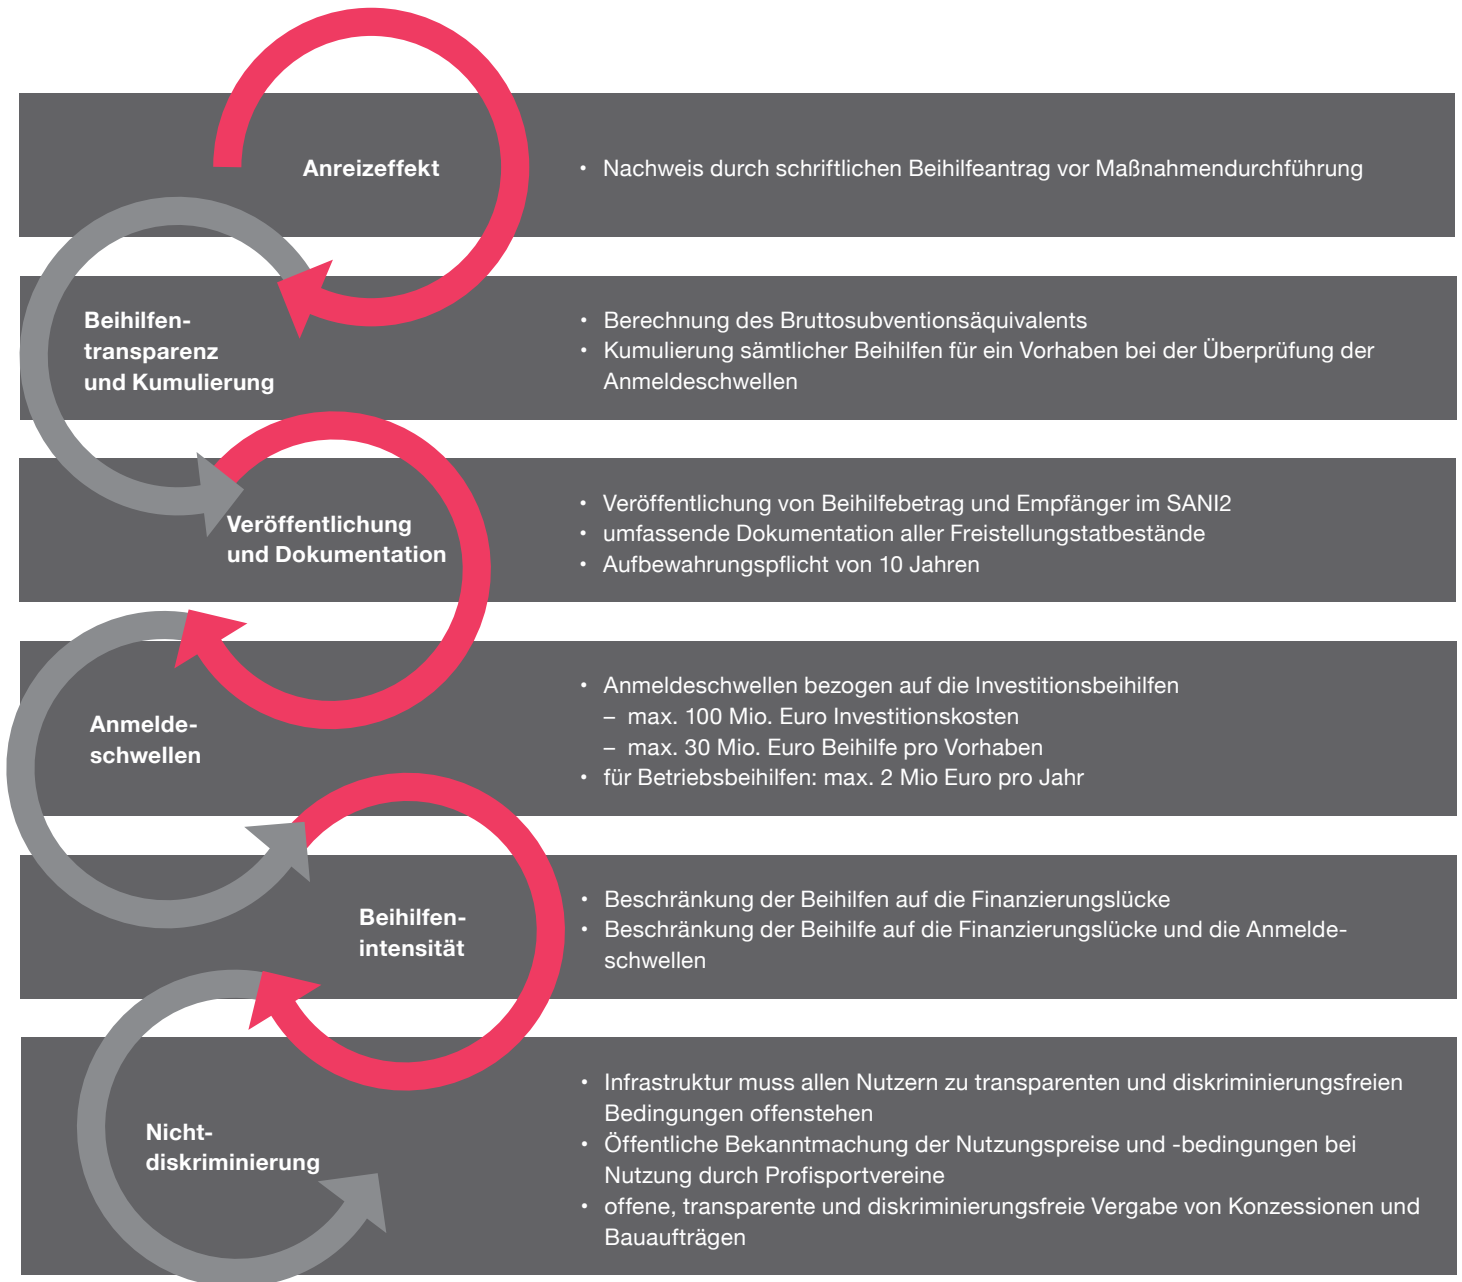 Anreizeffekt
• Nachweis durch schriftlichen Beihilfeantrag vor Maßnahmendurchführung
Beihilfen-
transparenz
und Kumulierung
• Berechnung des Bruttosubventionsäquivalents
• Kumulierung sämtlicher Beihilfen für ein Vorhaben bei der Überprüfung der
Anmeldeschwellen
Veröffentlichung
und Dokumentation
• Veröffentlichung von Beihilfebetrag und Empfänger im SANI2
• umfassende Dokumentation aller Freistellungstatbestände
• Aufbewahrungspflicht von 10 Jahren
Anmelde-
schwellen
• Anmeldeschwellen bezogen auf die Investitionsbeihilfen
– max. 100 Mio. Euro Investitionskosten
– max. 30 Mio. Euro Beihilfe pro Vorhaben
• für Betriebsbeihilfen: max. 2 Mio Euro pro Jahr
Beihilfen-
intensität
• Beschränkung der Beihilfen auf die Finanzierungslücke
• Beschränkung der Beihilfe auf die Finanzierungslücke und die Anmelde-
schwellen
Nicht-
diskriminierung
• Infrastruktur muss allen Nutzern zu transparenten und diskriminierungsfreien
Bedingungen offenstehen
• Öffentliche Bekanntmachung der Nutzungspreise und -bedingungen bei
Nutzung durch Profisportvereine
• offene, transparente und diskriminierungsfreie Vergabe von Konzessionen und
Bauaufträgen